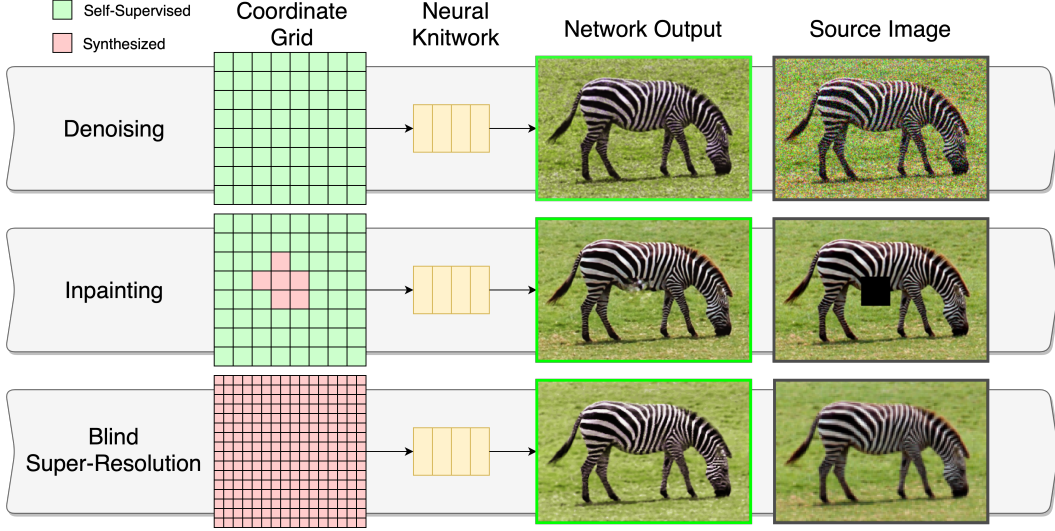 Self-Supervised
Synthesized
Coordinate
Grid
Neural
Knitwork
Network Output
Source Image
Denoising
Inpainting
Blind
Super-Resolution